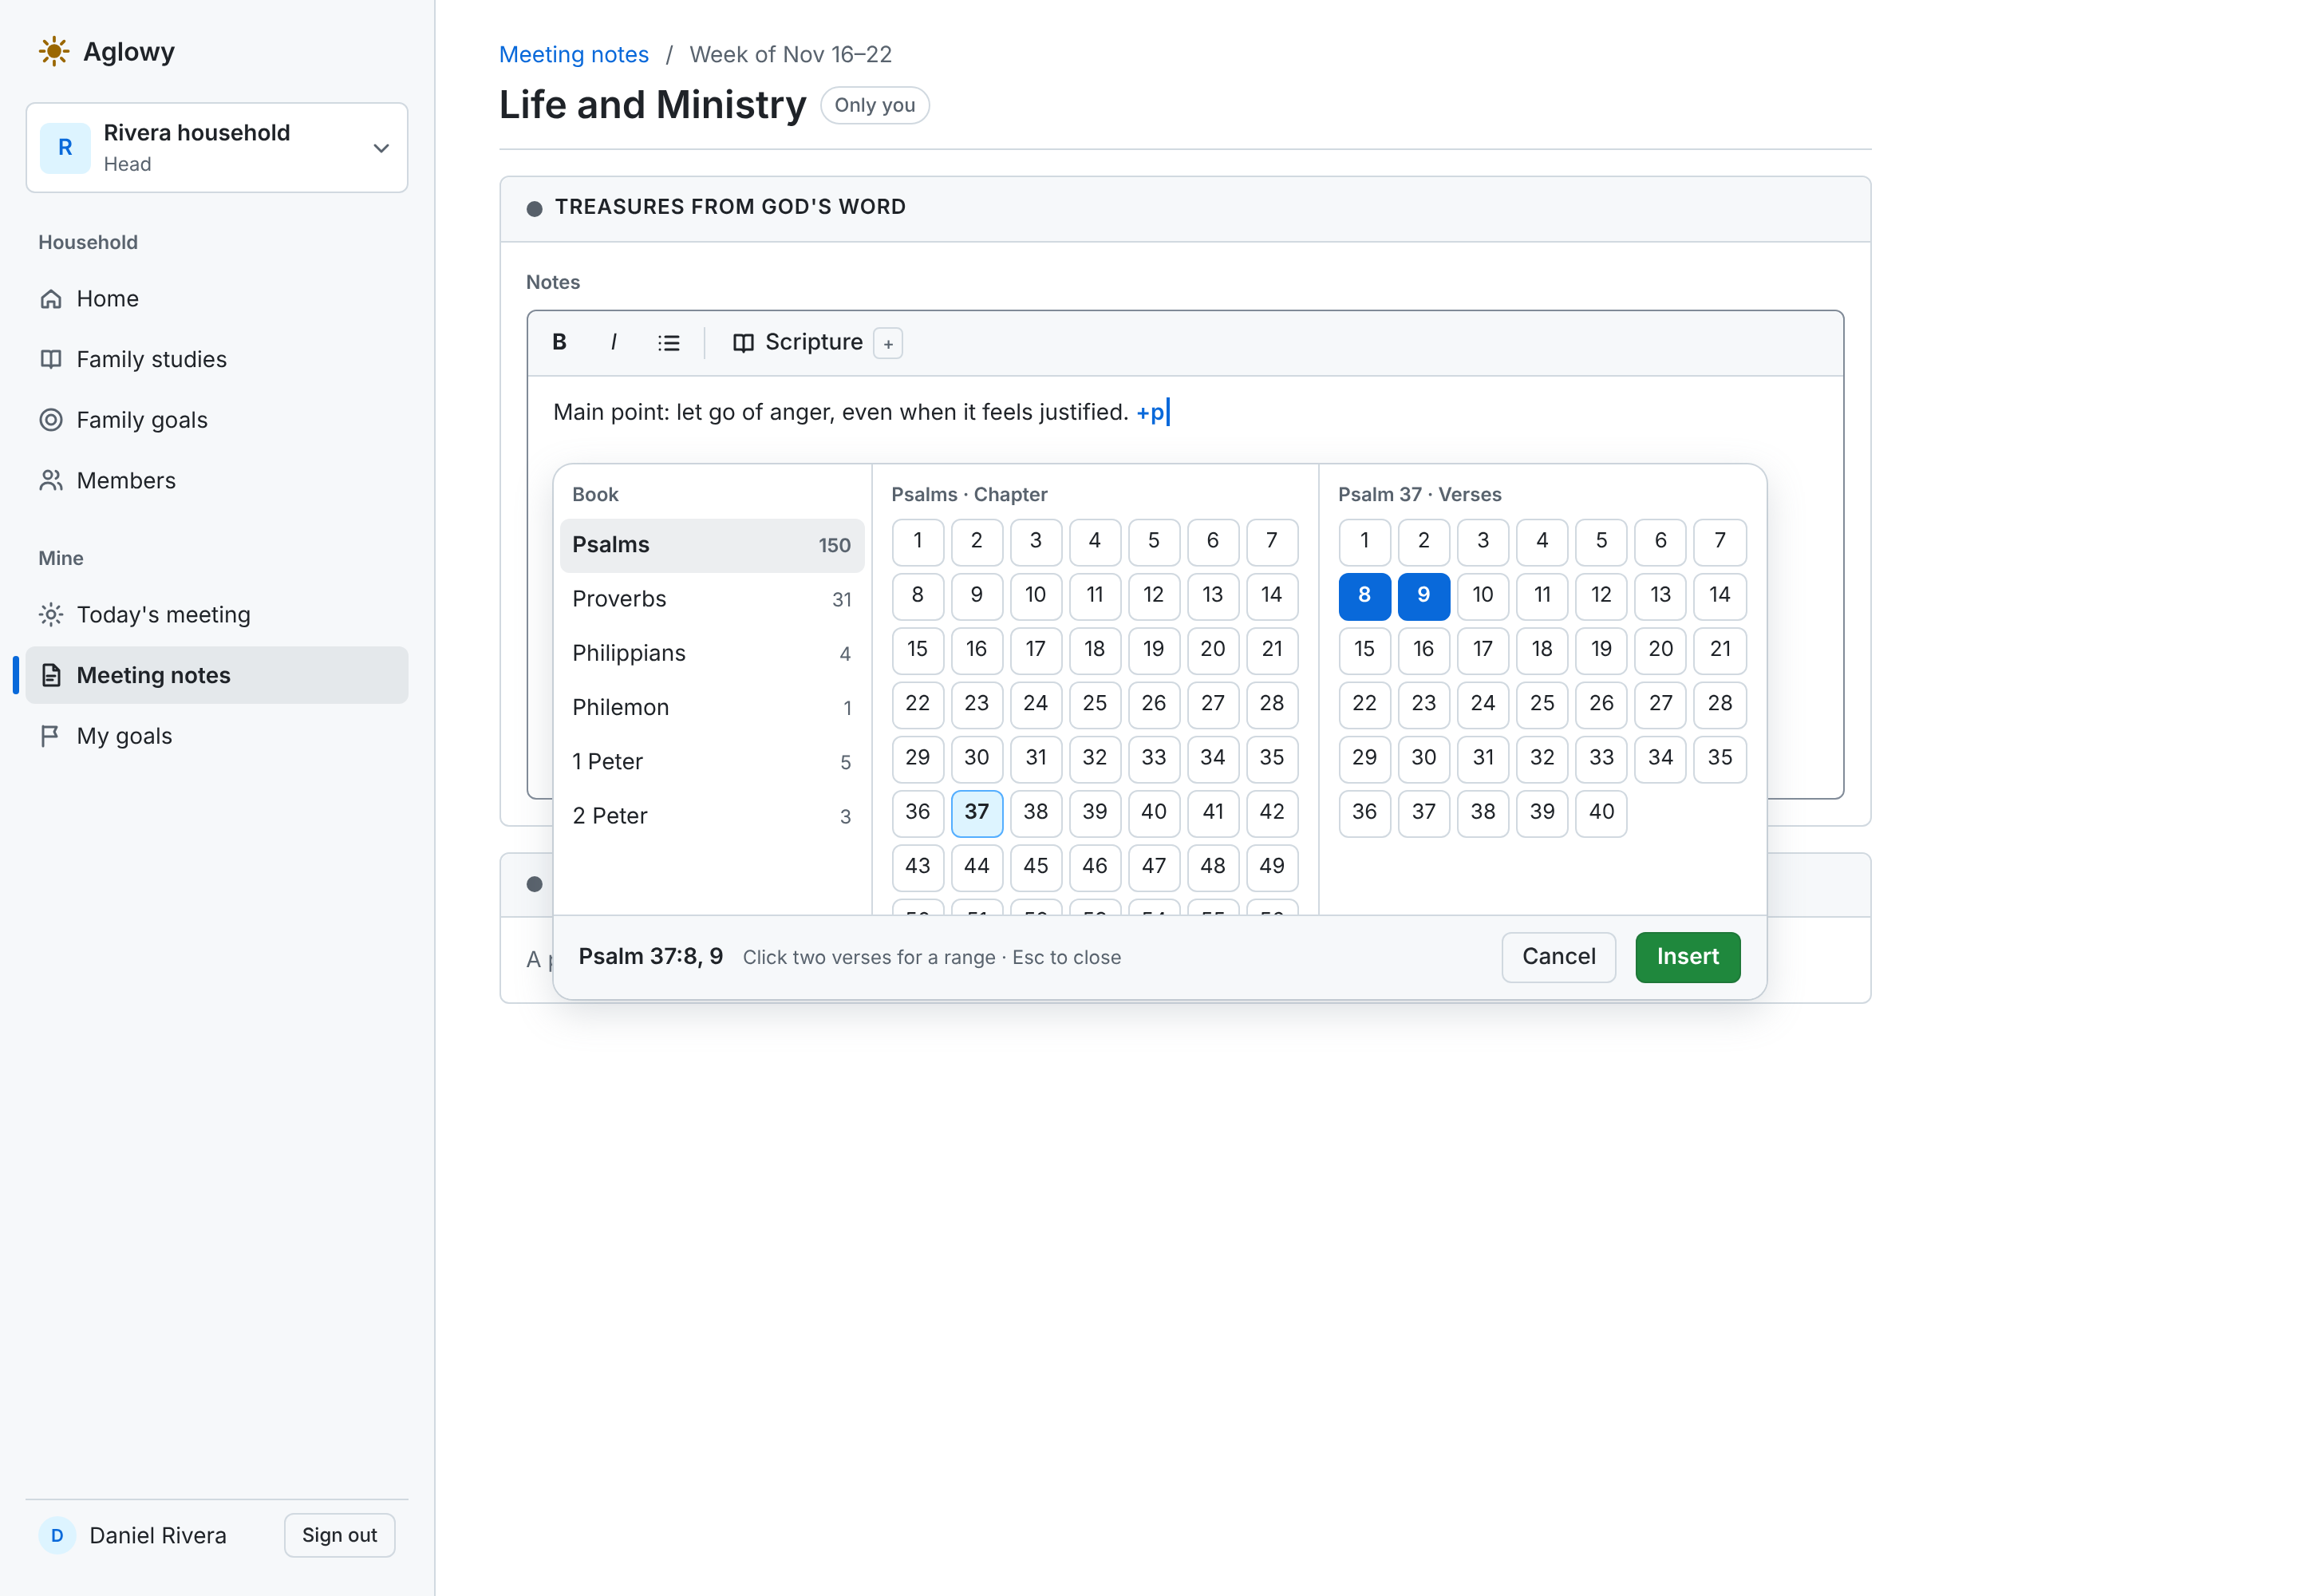 Aglowy
R
Rivera household
Head
Household
Home
Family studies
Family goals
Members
Mine
Today's meeting
Meeting notes
My goals
D
Daniel Rivera
Sign out
Meeting notes / Week of Nov 16–22
Life and Ministry
Only you
TREASURES FROM GOD'S WORD
Notes
B I Scripture +
Main point: let go of anger, even when it feels justified. +p
Book
Psalms 150
Proverbs 31
Philippians 4
Philemon 1
1 Peter 5
2 Peter 3
Psalms · Chapter
1 2 3 4 5 6 7
8 9 10 11 12 13 14
15 16 17 18 19 20 21
22 23 24 25 26 27 28
29 30 31 32 33 34 35
36 37 38 39 40 41 42
43 44 45 46 47 48 49
Psalm 37 · Verses
1 2 3 4 5 6 7
8 9 10 11 12 13 14
15 16 17 18 19 20 21
22 23 24 25 26 27 28
29 30 31 32 33 34 35
36 37 38 39 40
A
Psalm 37:8, 9 Click two verses for a range · Esc to close
Cancel
Insert